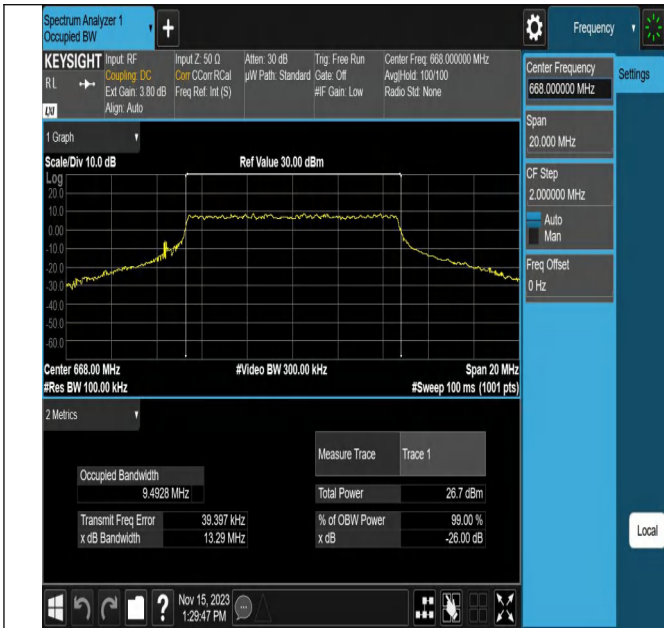 Spectrum Analyzer 1
Occupied BW
Frequency
KEYSIGHT
RL
LXI
Input: RF
Coupling: DC
Ext Gain: 3.80 dB
Align: Auto
Input Z: 50 Ω
Corr CCorr RCal
Freq Ref: Int (S)
Atten: 30 dB
µW Path: Standard
Trig: Free Run
Gate: Off
#IF Gain: Low
Center Freq: 668.000000 MHz
Avg|Hold: 100/100
Radio Std: None
Center Frequency
668.000000 MHz
Settings
Span
20.000 MHz
CF Step
2.000000 MHz
Auto
Man
Freq Offset
0 Hz
1 Graph
Scale/Div 10.0 dB
Ref Value 30.00 dBm
Log
20.0
10.0
0.00
-10.0
-20.0
-30.0
-40.0
-50.0
-60.0
Center 668.00 MHz
#Video BW 300.00 kHz
Span 20 MHz
#Res BW 100.00 kHz
#Sweep 100 ms (1001 pts)
2 Metrics
Measure Trace
Trace 1
Occupied Bandwidth
9.4928 MHz
Total Power
26.7 dBm
Transmit Freq Error
39.397 kHz
% of OBW Power
99.00 %
x dB Bandwidth
13.29 MHz
x dB
-26.00 dB
Local
?
Nov 15, 2023
1:29:47 PM